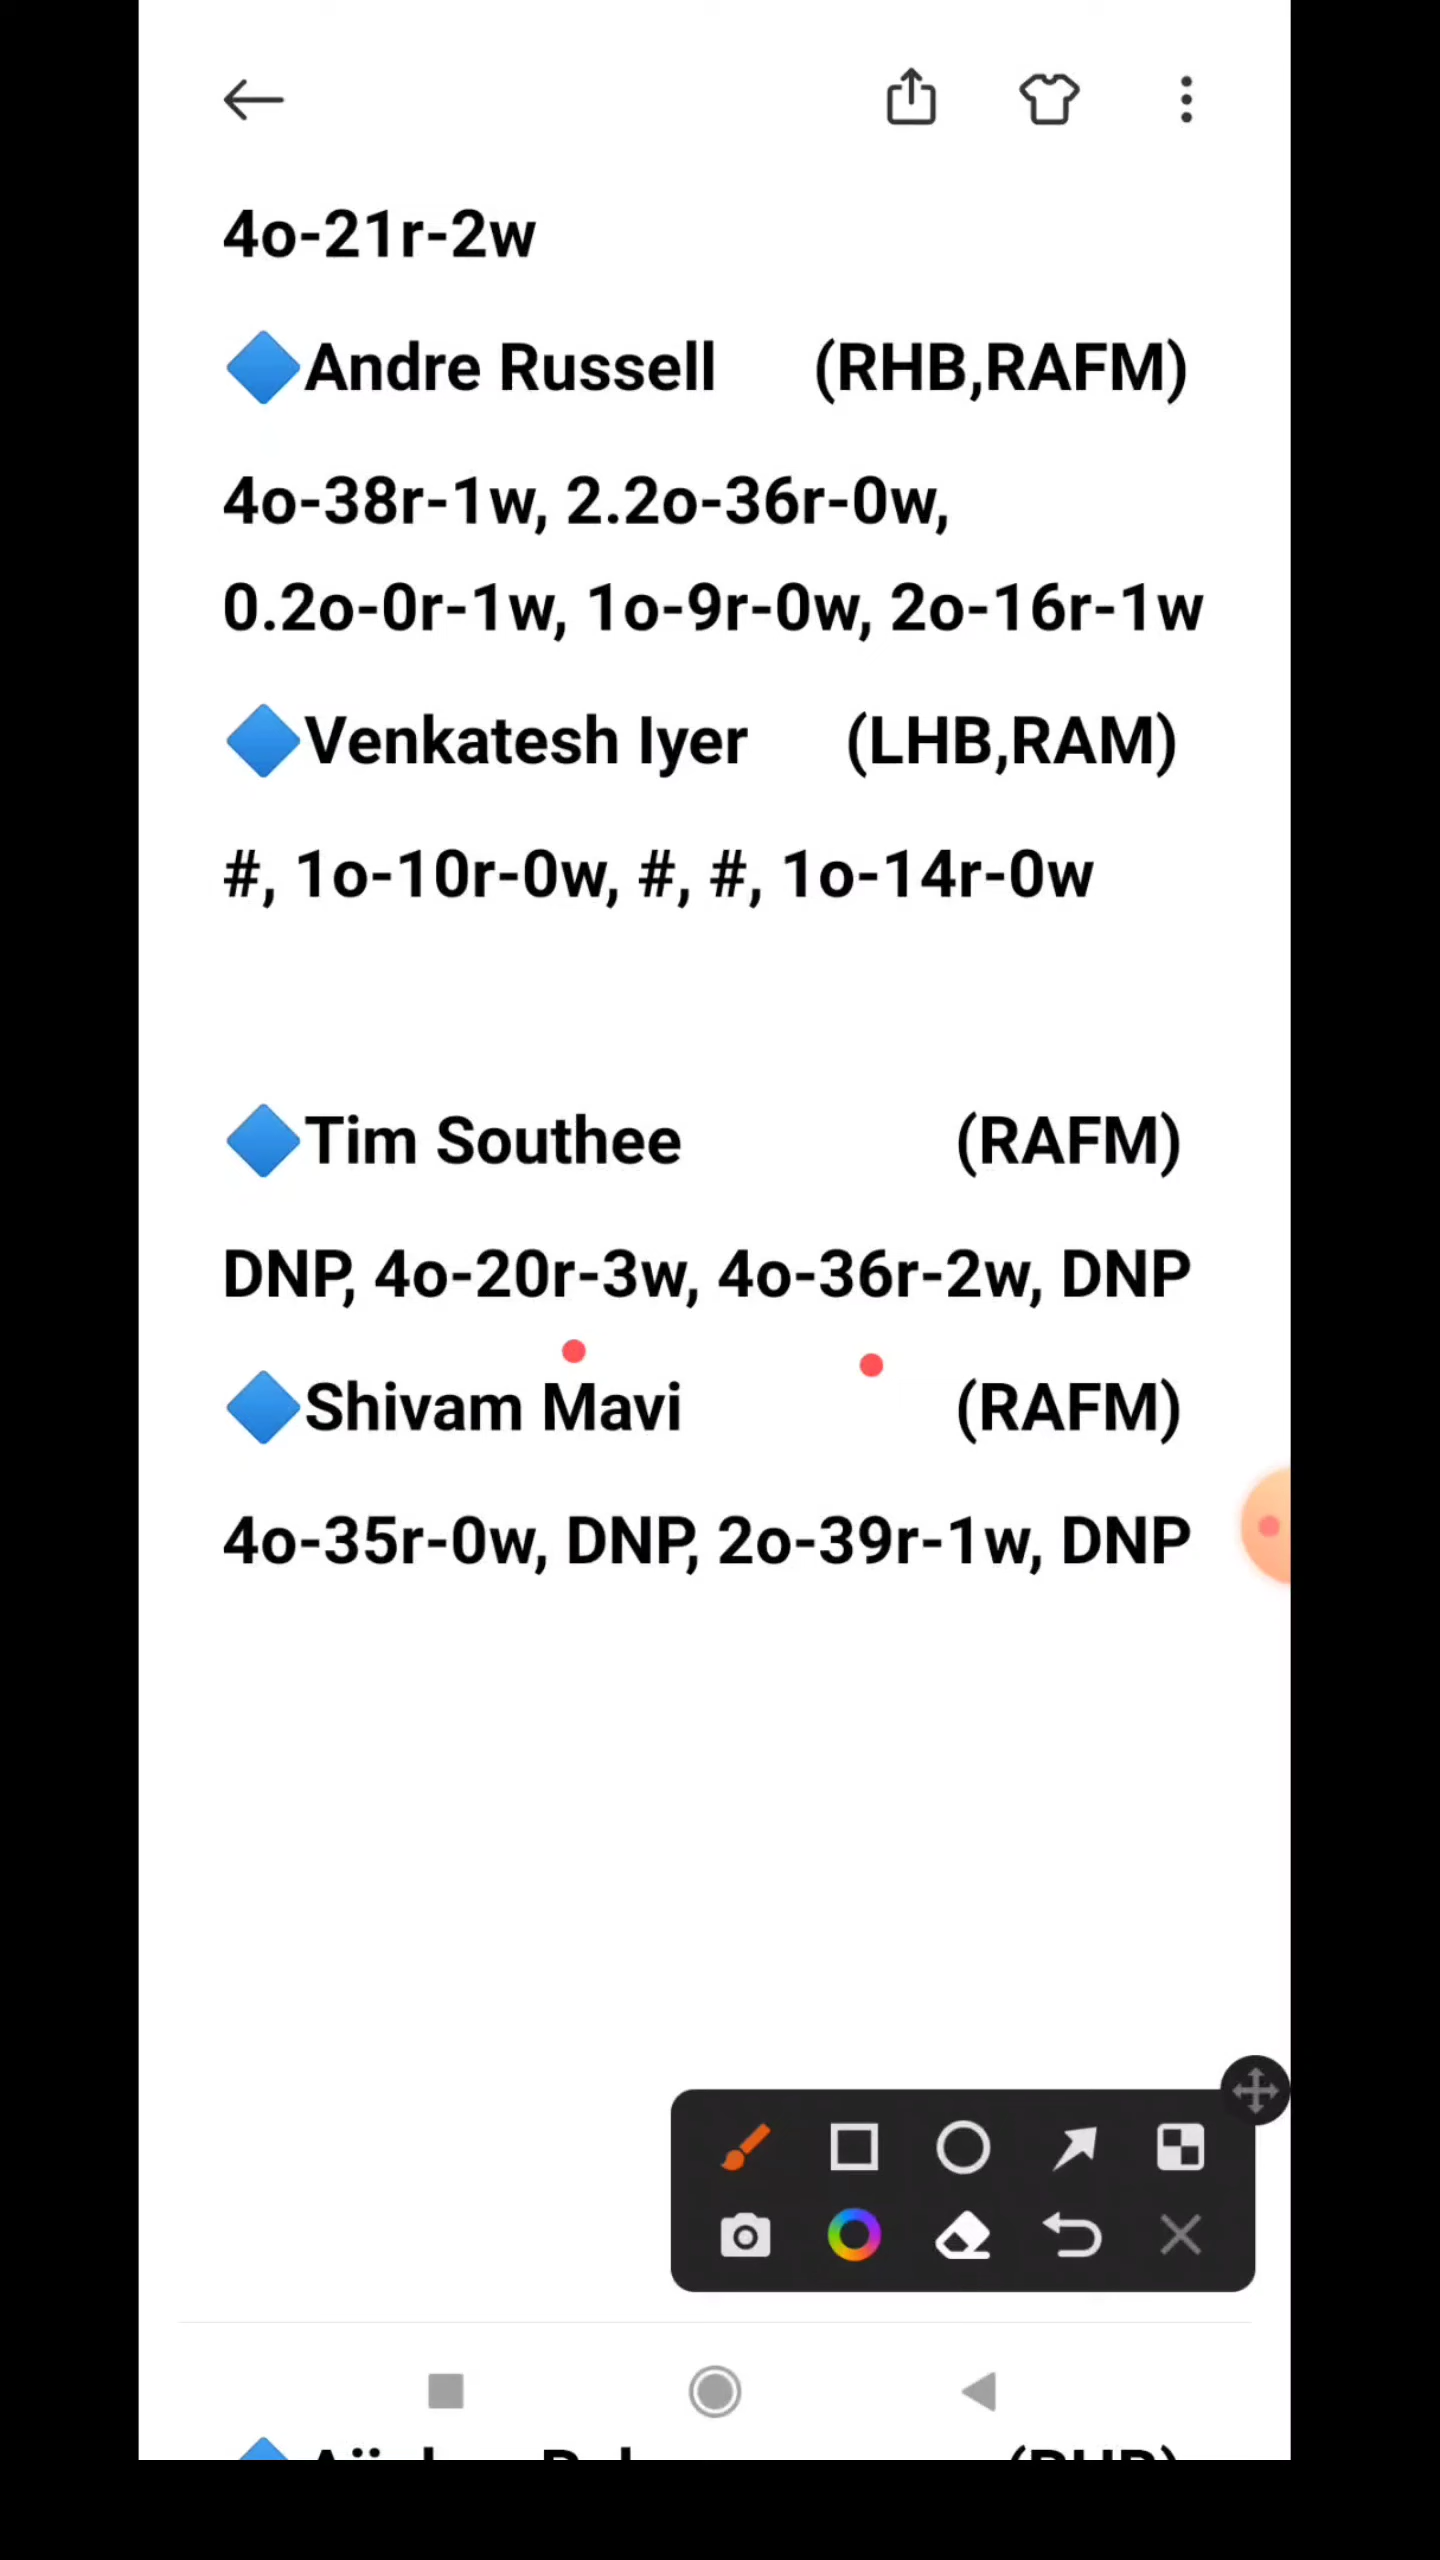 4o-21r-2w
🔷Andre Russell (RHB,RAFM)
4o-38r-1w, 2.2o-36r-0w,
0.2o-0r-1w, 1o-9r-0w, 2o-16r-1w
🔷Venkatesh Iyer (LHB,RAM)
#, 1o-10r-0w, #, #, 1o-14r-0w
🔷Tim Southee (RAFM)
DNP, 4o-20r-3w, 4o-36r-2w, DNP
🔷Shivam Mavi (RAFM)
4o-35r-0w, DNP, 2o-39r-1w, DNP